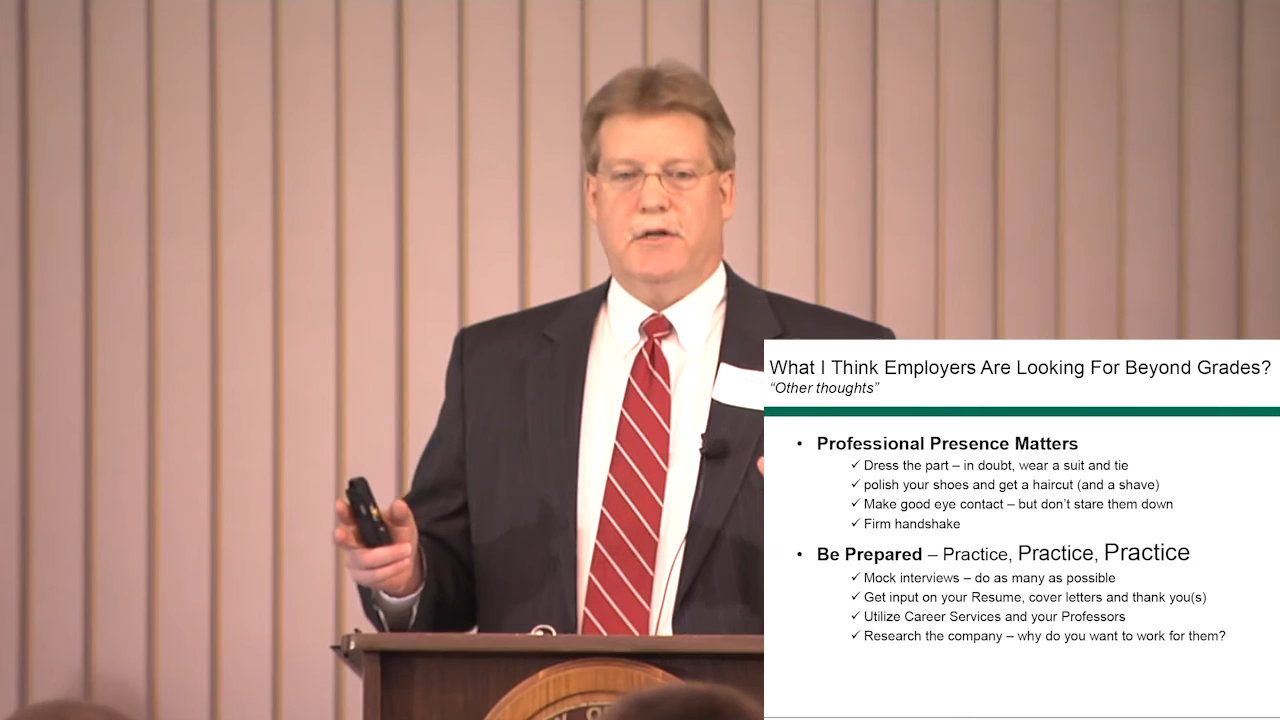 What I Think Employers Are Looking For Beyond Grades?
“Other thoughts”
• Professional Presence Matters
✓ Dress the part – in doubt, wear a suit and tie
✓ polish your shoes and get a haircut (and a shave)
✓ Make good eye contact – but don’t stare them down
✓ Firm handshake
• Be Prepared – Practice, Practice, Practice
✓ Mock interviews – do as many as possible
✓ Get input on your Resume, cover letters and thank you(s)
✓ Utilize Career Services and your Professors
✓ Research the company – why do you want to work for them?